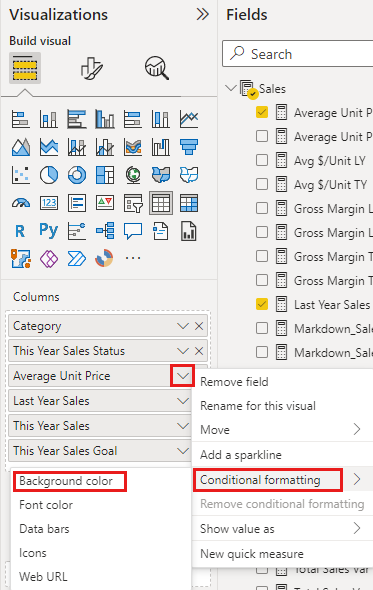 Visualizations
Build visual
123
R
Py
...
Columns
Category
This Year Sales Status
Average Unit Price
Last Year Sales
This Year Sales
This Year Sales Goal
Fields
Search
Sales
Average Unit P
Average Unit P
Avg $/Unit LY
Avg $/Unit TY
Gross Margin L
Gross Margin L
Gross Margin T
Gross Margin T
Last Year Sales
Markdown_Sal
Markdown_Sal
Remove field
Rename for this visual
Move
Add a sparkline
Conditional formatting
Remove conditional formatting
Show value as
New quick measure
Background color
Font color
Data bars
Icons
Web URL
Total Sales Var